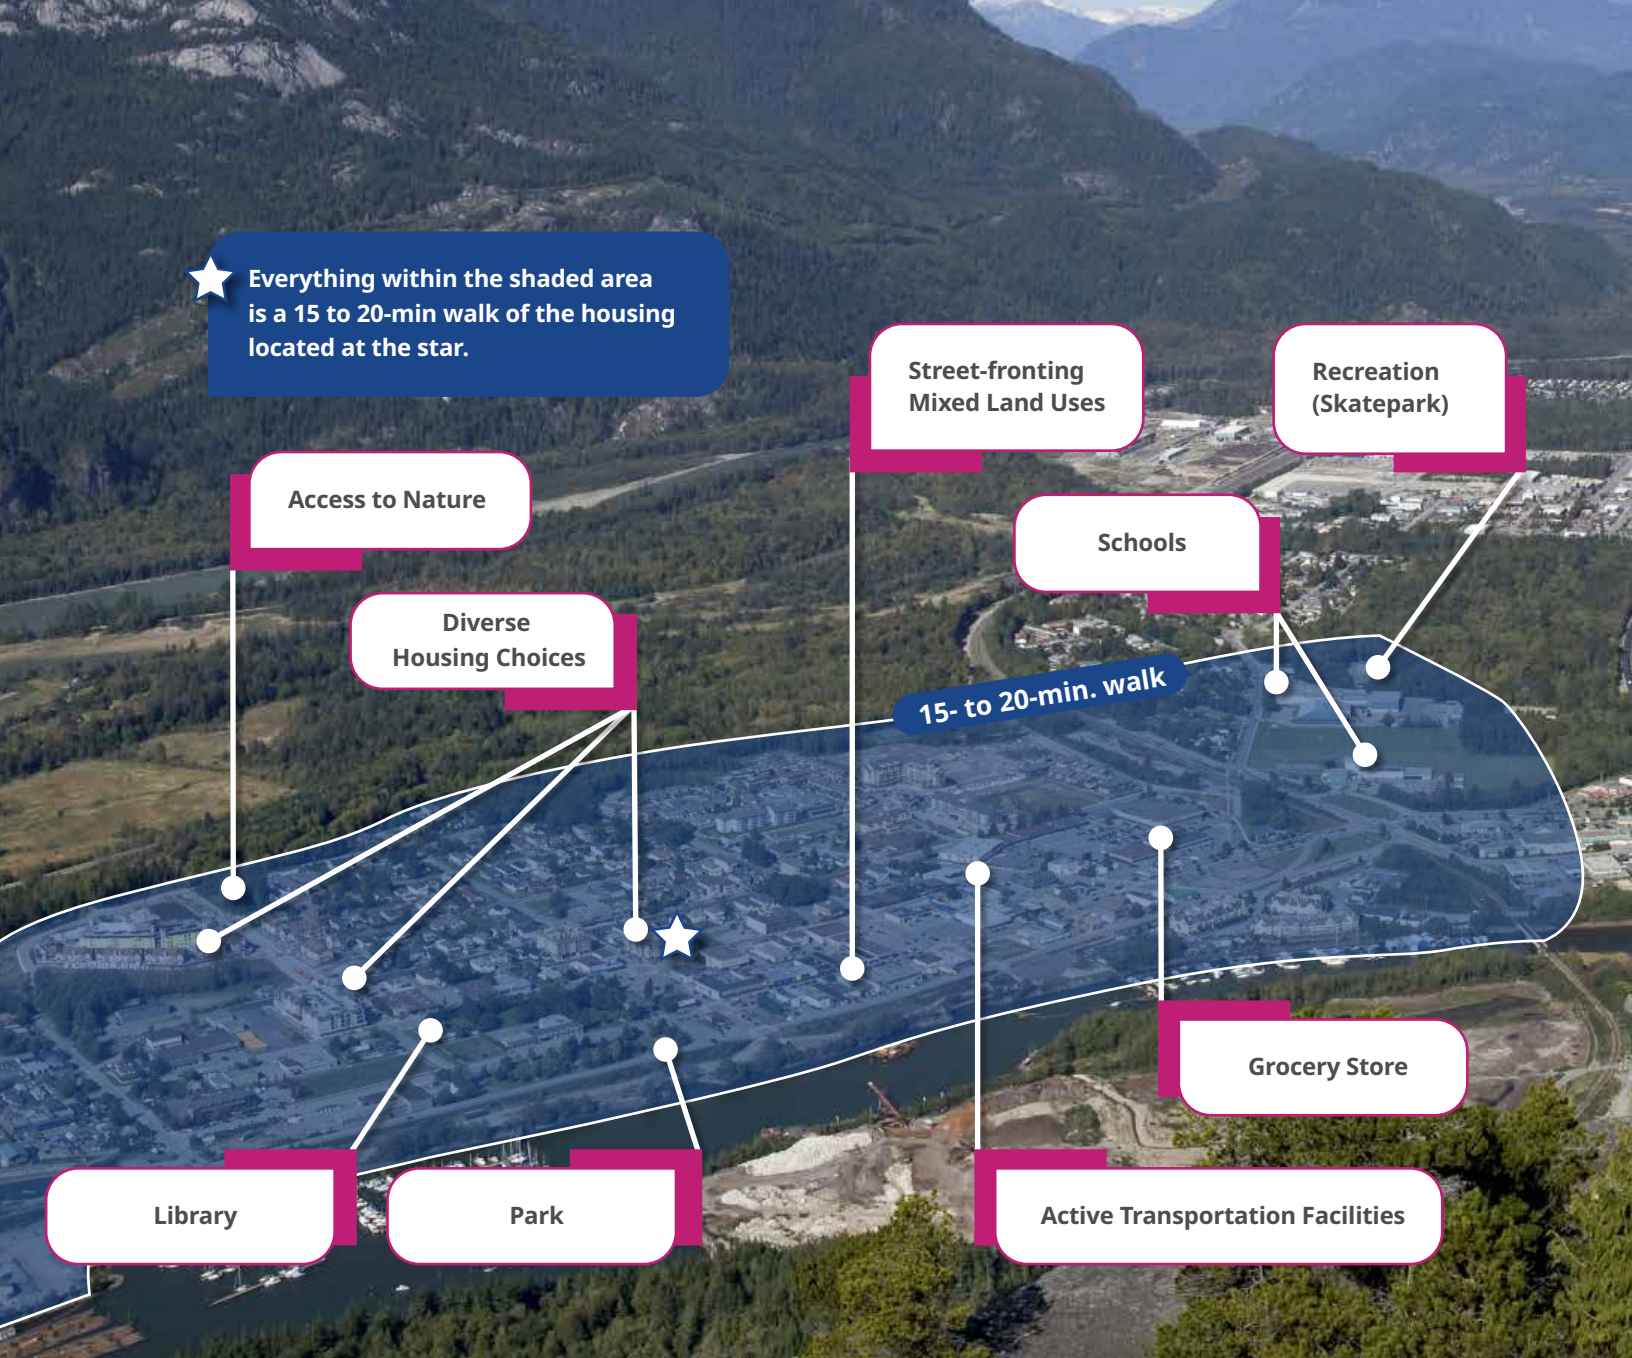 Everything within the shaded area
is a 15 to 20-min walk of the housing
located at the star.
Street-fronting
Mixed Land Uses
Recreation
(Skatepark)
Access to Nature
Schools
Diverse
Housing Choices
15- to 20-min. walk
Grocery Store
Library
Park
Active Transportation Facilities